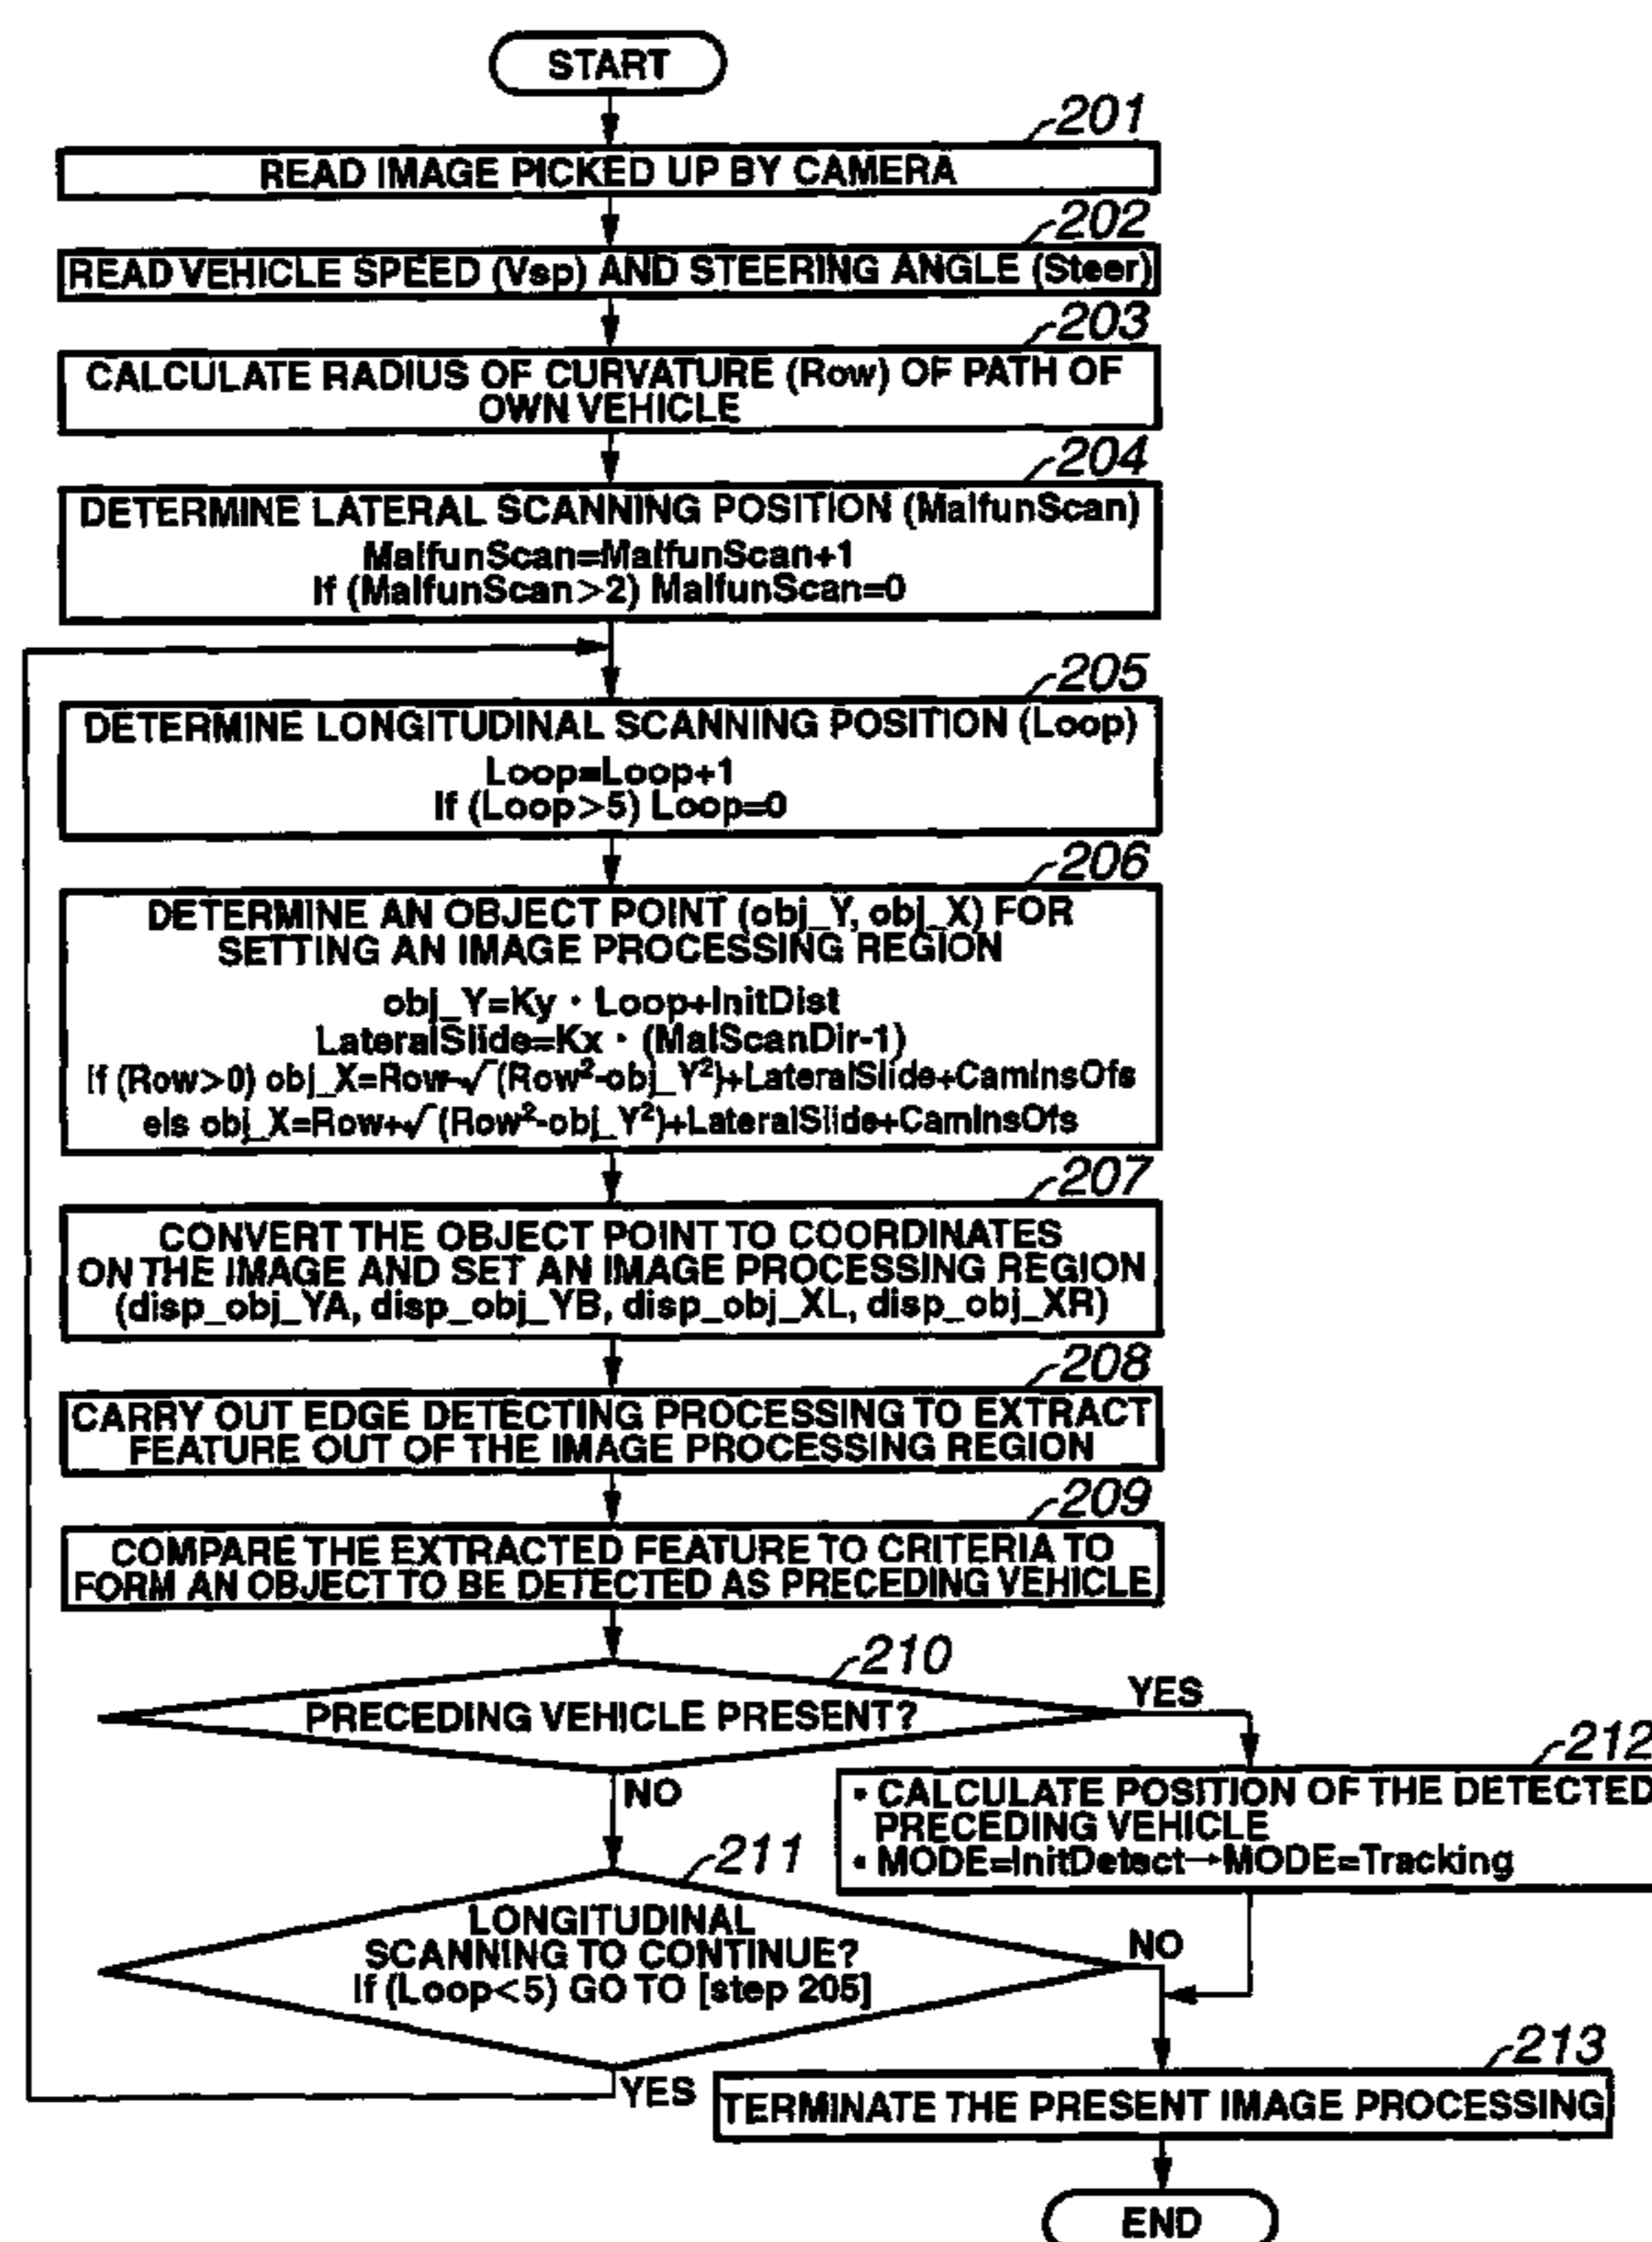 START
201
READ IMAGE PICKED UP BY CAMERA
202
READ VEHICLE SPEED (Vsp) AND STEERING ANGLE (Steer)
203
CALCULATE RADIUS OF CURVATURE (Row) OF PATH OF
OWN VEHICLE
204
DETERMINE LATERAL SCANNING POSITION (MalfunScan)
MalfunScan=MalfunScan+1
If (MalfunScan>2) MalfunScan=0
205
DETERMINE LONGITUDINAL SCANNING POSITION (Loop)
Loop=Loop+1
If (Loop>5) Loop=0
206
DETERMINE AN OBJECT POINT (obj_Y, obj_X) FOR
SETTING AN IMAGE PROCESSING REGION
obj_Y=Ky · Loop+InitDist
LateralSlide=Kx · (MalScanDir-1)
If (Row>0) obj_X=Row-√(Row²-obj_Y²)+LateralSlide+CamInsOfs
els obj_X=Row+√(Row²-obj_Y²)+LateralSlide+CamInsOfs
207
CONVERT THE OBJECT POINT TO COORDINATES
ON THE IMAGE AND SET AN IMAGE PROCESSING REGION
(disp_obj_YA, disp_obj_YB, disp_obj_XL, disp_obj_XR)
208
CARRY OUT EDGE DETECTING PROCESSING TO EXTRACT
FEATURE OUT OF THE IMAGE PROCESSING REGION
209
COMPARE THE EXTRACTED FEATURE TO CRITERIA TO
FORM AN OBJECT TO BE DETECTED AS PRECEDING VEHICLE
210
PRECEDING VEHICLE PRESENT?
YES
NO
212
• CALCULATE POSITION OF THE DETECTED
PRECEDING VEHICLE
• MODE=InitDetect→MODE=Tracking
211
LONGITUDINAL
SCANNING TO CONTINUE?
If (Loop<5) GO TO [step 205]
NO
YES
213
TERMINATE THE PRESENT IMAGE PROCESSING
END